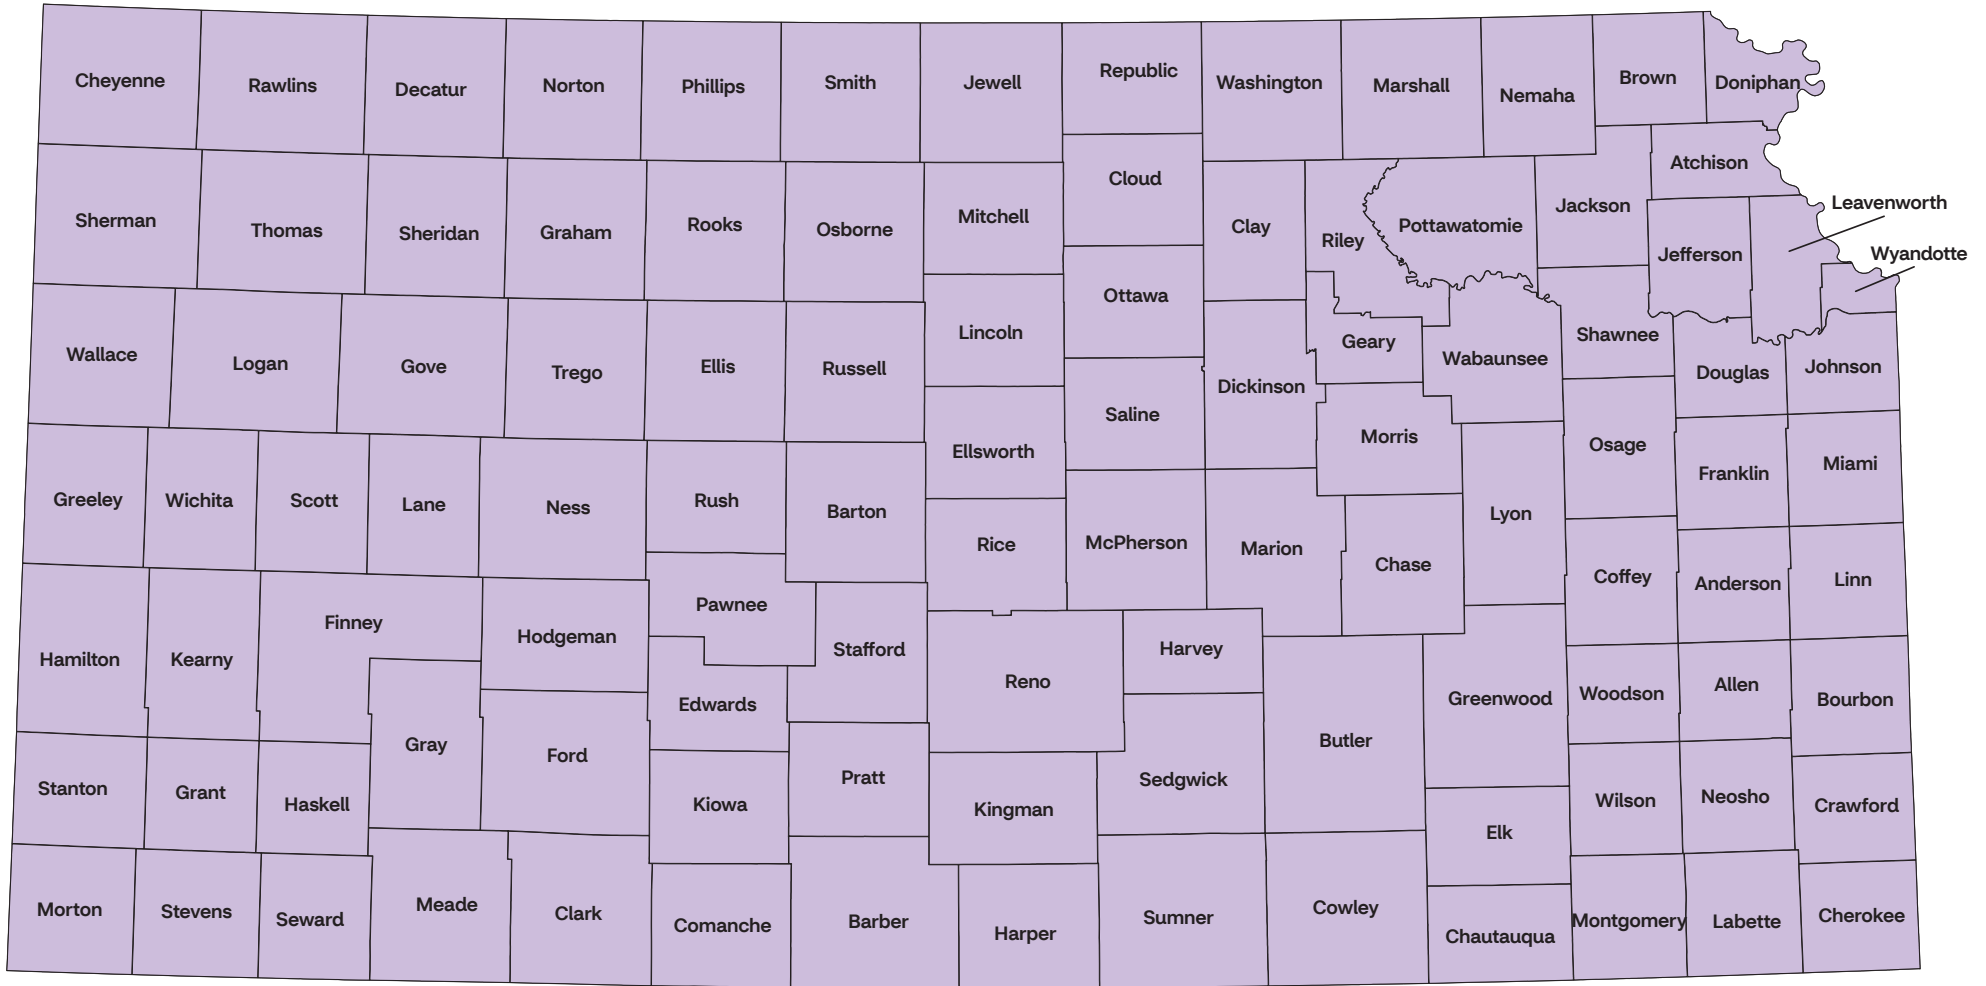 Cheyenne
Rawlins
Decatur
Norton
Phillips
Smith
Jewell
Republic
Washington
Marshall
Nemaha
Brown
Doniphan
Sherman
Thomas
Sheridan
Graham
Rooks
Osborne
Mitchell
Cloud
Clay
Riley
Pottawatomie
Jackson
Atchison
Jefferson
Leavenworth
Wyandotte
Wallace
Logan
Gove
Trego
Ellis
Russell
Lincoln
Ottawa
Saline
Dickinson
Geary
Wabaunsee
Shawnee
Douglas
Johnson
Greeley
Wichita
Scott
Lane
Ness
Rush
Barton
Ellsworth
Rice
McPherson
Marion
Morris
Chase
Lyon
Osage
Franklin
Miami
Coffey
Anderson
Linn
Hamilton
Kearny
Finney
Hodgeman
Pawnee
Edwards
Stafford
Reno
Harvey
Butler
Greenwood
Woodson
Allen
Bourbon
Stanton
Grant
Haskell
Gray
Ford
Kiowa
Pratt
Kingman
Sedgwick
Elk
Wilson
Neosho
Crawford
Morton
Stevens
Seward
Meade
Clark
Comanche
Barber
Harper
Sumner
Cowley
Chautauqua
Montgomery
Labette
Cherokee